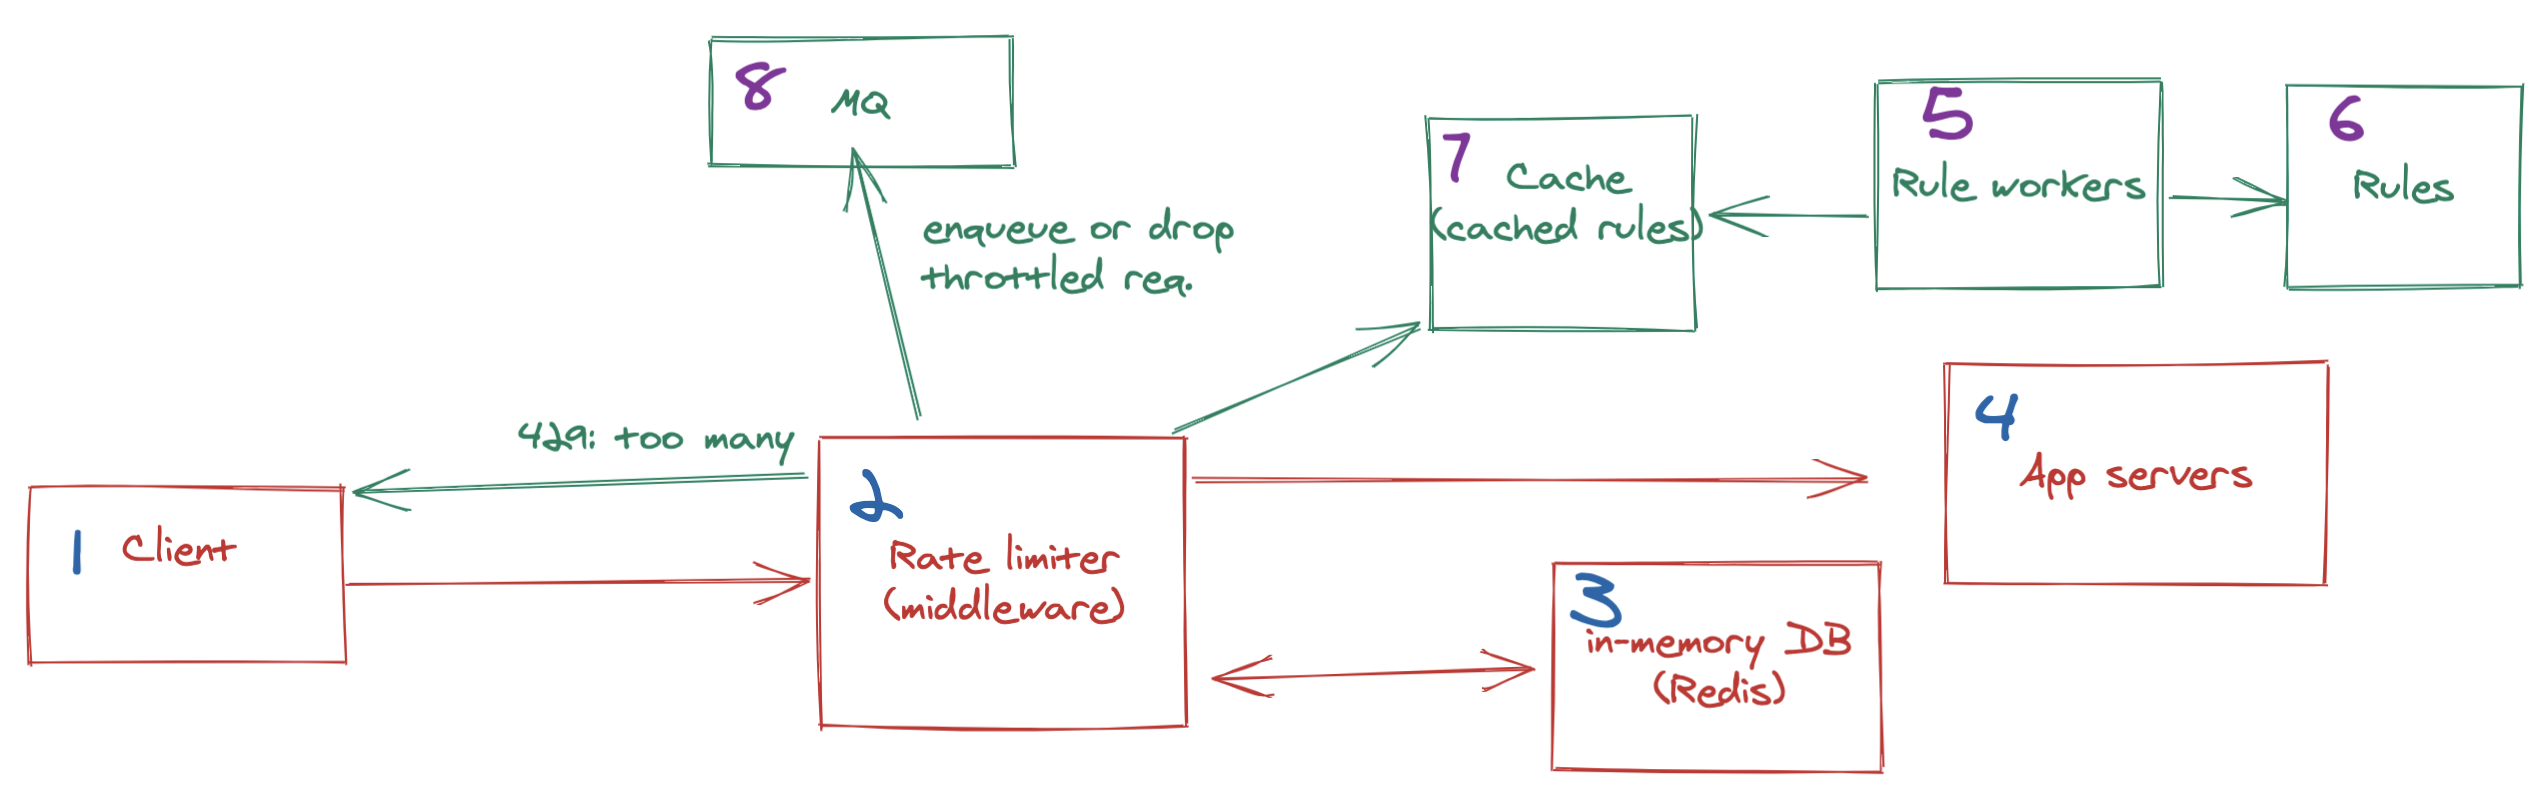 8
MQ
enqueue or drop
throttled req.
7
Cache
(cached rules)
5
Rule workers
6
Rules
429: too many
1
Client
2
Rate limiter
(middleware)
4
App servers
3
in-memory DB
(Redis)